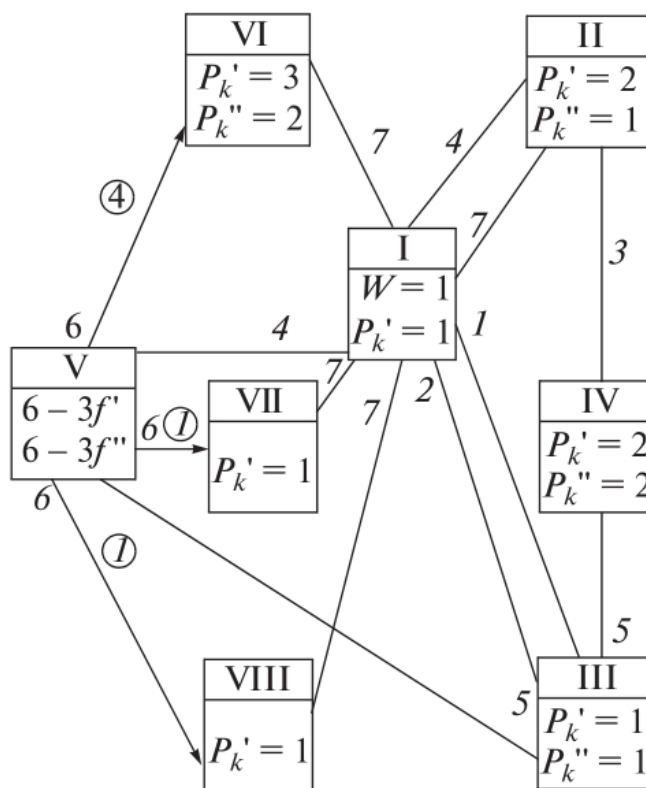 VI
P_k' = 3
P_k'' = 2
II
P_k' = 2
P_k'' = 1
7
4
7
④
I
W = 1
P_k' = 1
3
6
4
1
V
6 – 3f'
6 – 3f''
7
2
7
VII
P_k' = 1
IV
P_k' = 2
P_k'' = 2
6 ①
6
①
5
5
VIII
P_k' = 1
III
P_k' = 1
P_k'' = 1